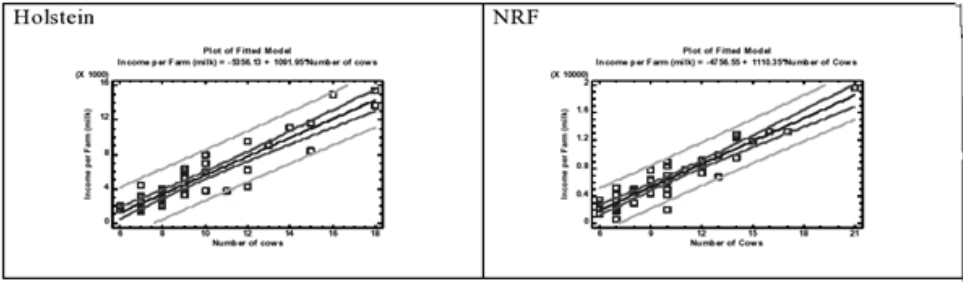 Holstein
Plot of Fitted Model
Income per Farm (milk) = -5356.13 + 1091.95*Number of cows
(X 1000)
16
12
8
4
0
Income per Farm (milk)
6 8 10 12 14 16 18
Number of cows
NRF
Plot of Fitted Model
Income per Farm (milk) = -4756.55 + 1110.35*Number of Cows
(X 10000)
2
1.6
1.2
0.8
0.4
0
Income per Farm (milk)
6 9 12 15 18 21
Number of Cows